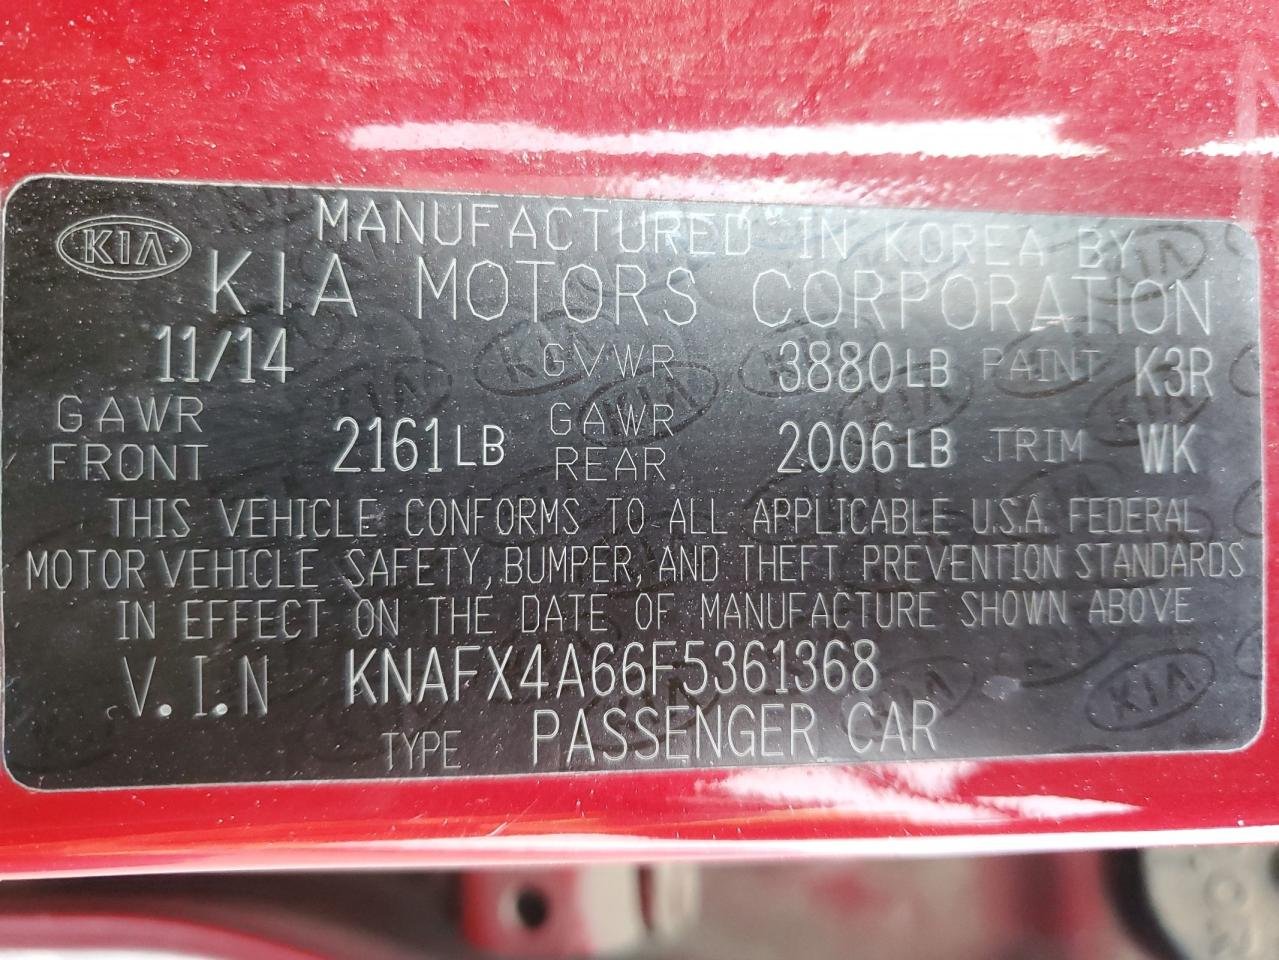 KIA
MANUFACTURED IN KOREA BY
KIA MOTORS CORPORATION
11/14 GVWR 3880LB PAINT K3R
GAWR FRONT 2161LB GAWR REAR 2006LB TRIM WK
THIS VEHICLE CONFORMS TO ALL APPLICABLE U.S.A. FEDERAL
MOTOR VEHICLE SAFETY, BUMPER, AND THEFT PREVENTION STANDARDS
IN EFFECT ON THE DATE OF MANUFACTURE SHOWN ABOVE
V.I.N KNAFX4A66F5361368
TYPE PASSENGER CAR